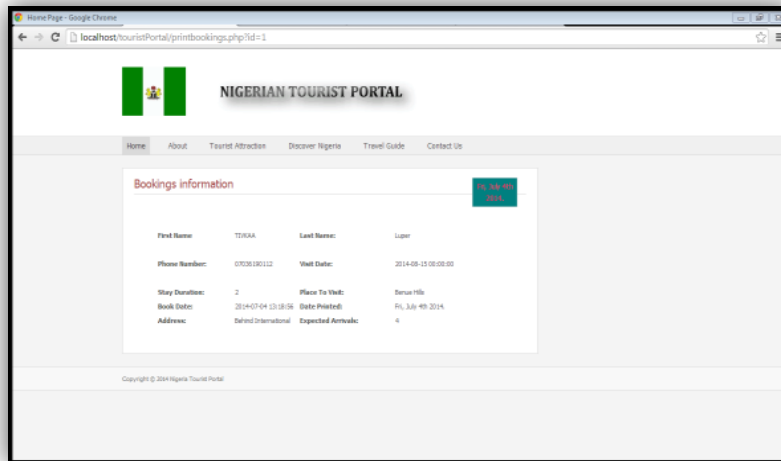 Home Page - Google Chrome
localhost/touristPortal/printbookings.php?id=1
NIGERIAN TOURIST PORTAL
Home About Tourist Attraction Discover Nigeria Travel Guide Contact Us
Bookings information
Fri, July 4th
2014.
First Name: Last Name: Luper
Phone Number: 07036190112 Visit Date: 2014-08-15 00:00:00
Stay Duration: 2 Place To Visit: Benue Hills
Book Date: 2014-07-04 13:18:56 Date Printed: Fri, July 4th 2014.
Address: Behind International Expected Arrivals: 4
Copyright © 2014 Nigeria Tourist Portal